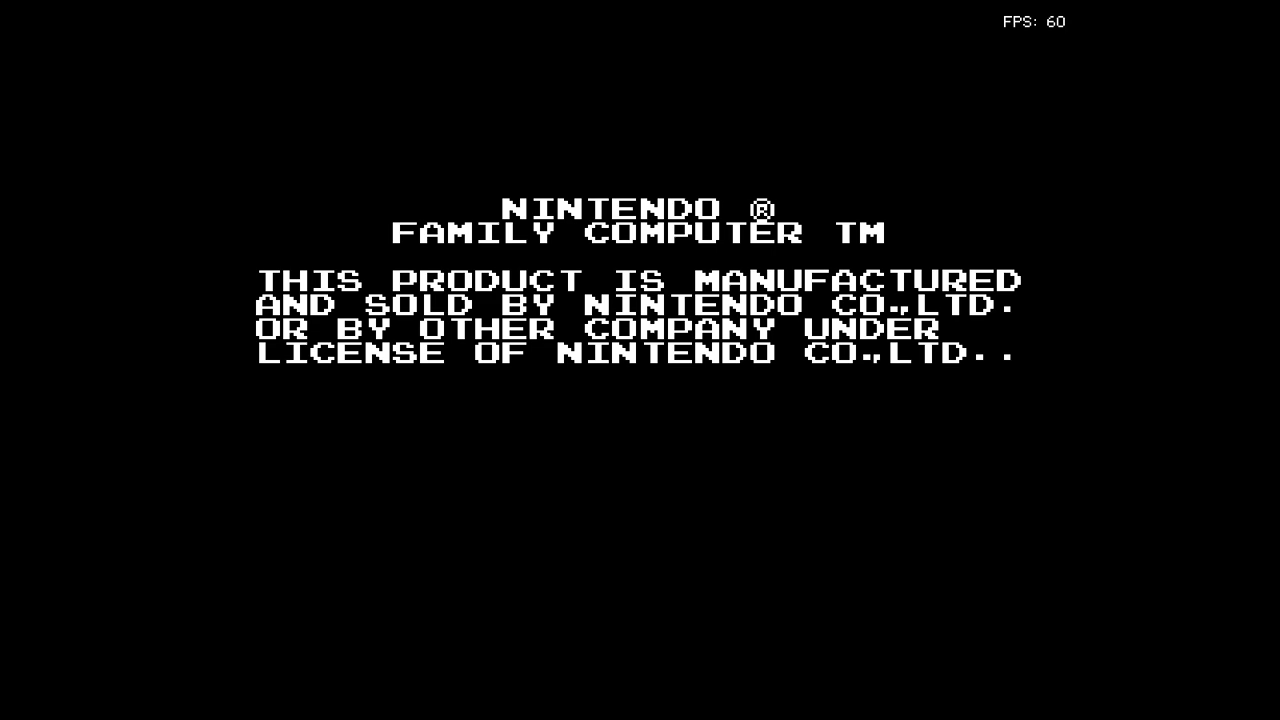 FPS: 60
NINTENDO ®
FAMILY COMPUTER TM
THIS PRODUCT IS MANUFACTURED
AND SOLD BY NINTENDO CO.,LTD.
OR BY OTHER COMPANY UNDER
LICENSE OF NINTENDO CO.,LTD..